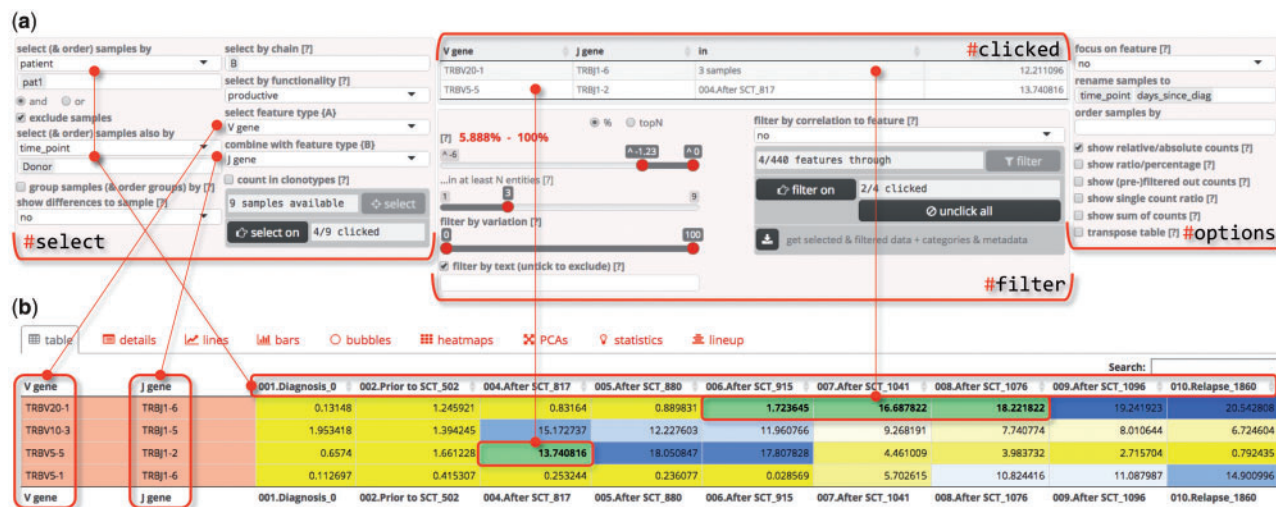 (a)
select (& order) samples by
patient
pat1
and or
exclude samples
select (& order) samples also by
time_point
Donor
group samples (& order groups) by [?]
show differences to sample [?]
no
#select
select by chain [?]
B
select by functionality [?]
productive
select feature type {A}
V gene
combine with feature type {B}
J gene
count in clonotypes [?]
9 samples available select
select on 4/9 clicked
V gene J gene in #clicked
TRBV20-1 TRBJ1-6 3 samples 12.211096
TRBV5-5 TRBJ1-2 004.After SCT_817 13.740816
% topN
[?] 5.888% - 100%
^-6 ^-1.23 ^0
...in at least N entities [?]
1 3 9
filter by variation [?]
0 100
filter by text (untick to exclude) [?]
filter by correlation to feature [?]
no
4/440 features through filter
filter on 2/4 clicked
unclick all
get selected & filtered data + categories & metadata
#filter
focus on feature [?]
no
rename samples to
time_point days_since_diag
order samples by
show relative/absolute counts [?]
show ratio/percentage [?]
show (pre-)filtered out counts [?]
show single count ratio [?]
show sum of counts [?]
transpose table [?] #options
(b)
table details lines bars bubbles heatmaps PCAs statistics lineup
Search:
V gene J gene 001.Diagnosis_0 002.Prior to SCT_502 004.After SCT_817 005.After SCT_880 006.After SCT_915 007.After SCT_1041 008.After SCT_1076 009.After SCT_1096 010.Relapse_1860
TRBV20-1 TRBJ1-6 0.13148 1.245921 0.83164 0.889831 1.723645 16.687822 18.221822 19.241923 20.542808
TRBV10-3 TRBJ1-5 1.953418 1.394245 15.172737 12.227603 11.960766 9.268191 7.740774 8.010644 6.724604
TRBV5-5 TRBJ1-2 0.6574 1.661228 13.740816 18.050847 17.807828 4.461009 3.983732 2.715704 0.792435
TRBV5-1 TRBJ1-6 0.112697 0.415307 0.253244 0.236077 0.028569 5.702615 10.824416 11.087987 14.900996
V gene J gene 001.Diagnosis_0 002.Prior to SCT_502 004.After SCT_817 005.After SCT_880 006.After SCT_915 007.After SCT_1041 008.After SCT_1076 009.After SCT_1096 010.Relapse_1860